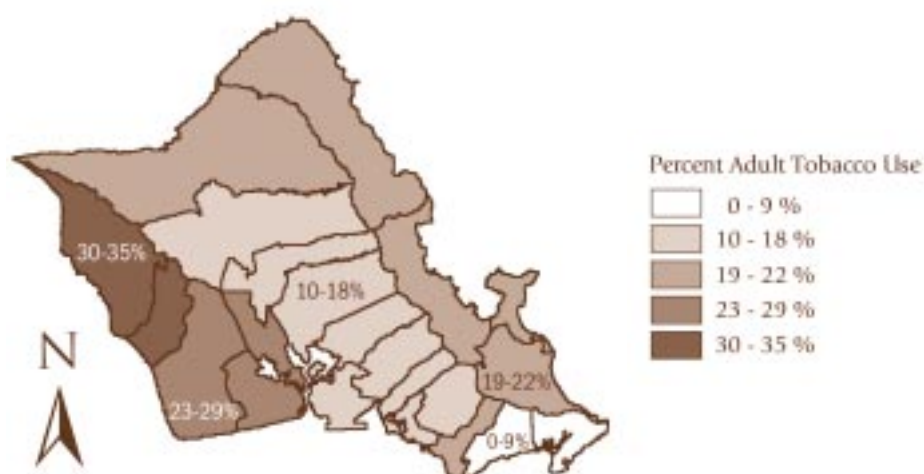 Percent Adult Tobacco Use
0 - 9 %
10 - 18 %
19 - 22 %
23 - 29 %
30 - 35 %
30-35%
10-18%
19-22%
23-29%
0-9%
N